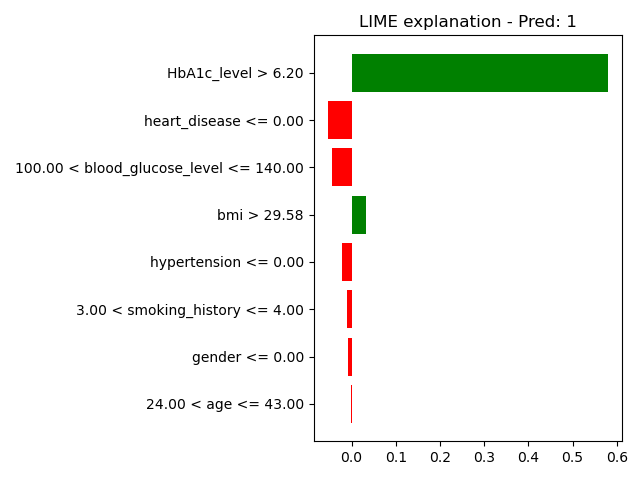 LIME explanation - Pred: 1
HbA1c_level > 6.20
heart_disease <= 0.00
100.00 < blood_glucose_level <= 140.00
bmi > 29.58
hypertension <= 0.00
3.00 < smoking_history <= 4.00
gender <= 0.00
24.00 < age <= 43.00
0.0 0.1 0.2 0.3 0.4 0.5 0.6